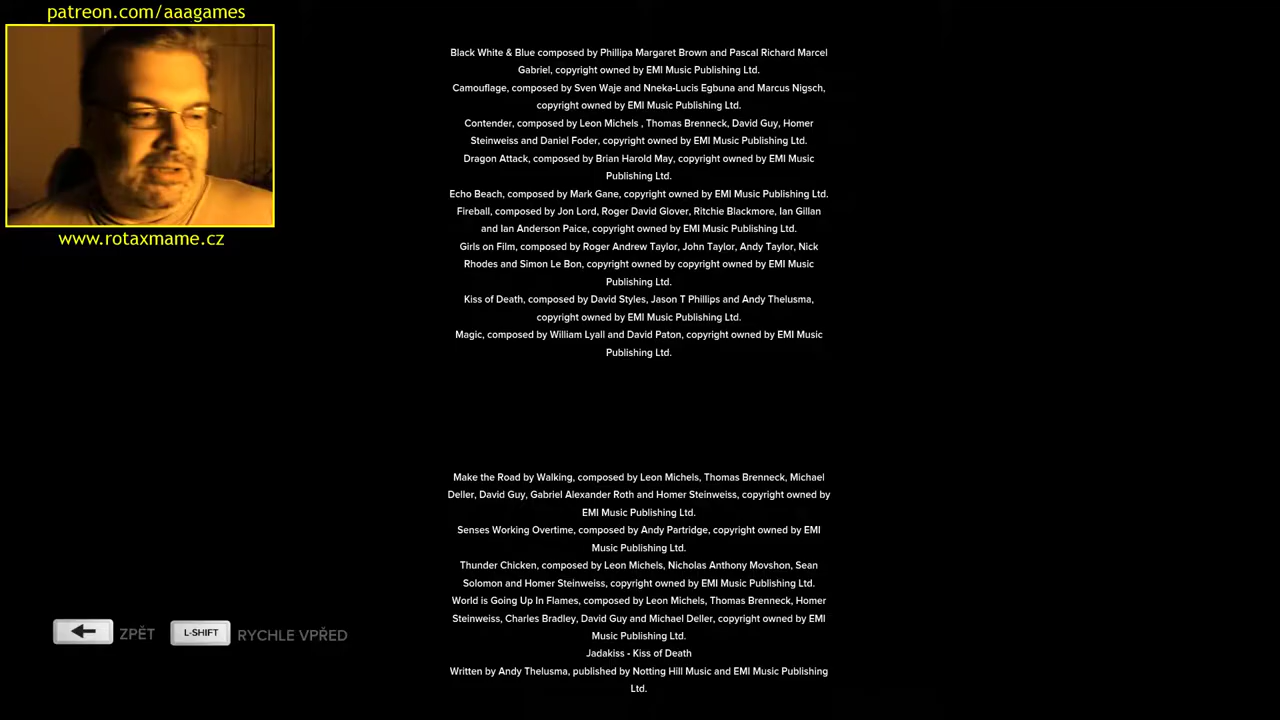 patreon.com/aaagames
www.rotaxmame.cz
Black White & Blue composed by Phillipa Margaret Brown and Pascal Richard Marcel
Gabriel, copyright owned by EMI Music Publishing Ltd.
Camouflage, composed by Sven Waje and Nneka-Lucis Egbuna and Marcus Nigsch,
copyright owned by EMI Music Publishing Ltd.
Contender, composed by Leon Michels , Thomas Brenneck, David Guy, Homer
Steinweiss and Daniel Foder, copyright owned by EMI Music Publishing Ltd.
Dragon Attack, composed by Brian Harold May, copyright owned by EMI Music
Publishing Ltd.
Echo Beach, composed by Mark Gane, copyright owned by EMI Music Publishing Ltd.
Fireball, composed by Jon Lord, Roger David Glover, Ritchie Blackmore, Ian Gillan
and Ian Anderson Paice, copyright owned by EMI Music Publishing Ltd.
Girls on Film, composed by Roger Andrew Taylor, John Taylor, Andy Taylor, Nick
Rhodes and Simon Le Bon, copyright owned by copyright owned by EMI Music
Publishing Ltd.
Kiss of Death, composed by David Styles, Jason T Phillips and Andy Thelusma,
copyright owned by EMI Music Publishing Ltd.
Magic, composed by William Lyall and David Paton, copyright owned by EMI Music
Publishing Ltd.
Make the Road by Walking, composed by Leon Michels, Thomas Brenneck, Michael
Deller, David Guy, Gabriel Alexander Roth and Homer Steinweiss, copyright owned by
EMI Music Publishing Ltd.
Senses Working Overtime, composed by Andy Partridge, copyright owned by EMI
Music Publishing Ltd.
Thunder Chicken, composed by Leon Michels, Nicholas Anthony Movshon, Sean
Solomon and Homer Steinweiss, copyright owned by EMI Music Publishing Ltd.
World is Going Up In Flames, composed by Leon Michels, Thomas Brenneck, Homer
Steinweiss, Charles Bradley, David Guy and Michael Deller, copyright owned by EMI
Music Publishing Ltd.
Jadakiss - Kiss of Death
Written by Andy Thelusma, published by Notting Hill Music and EMI Music Publishing
Ltd.
ZPĚT L-SHIFT RYCHLE VPŘED